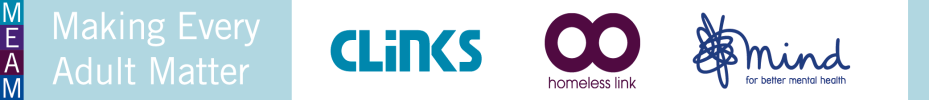 MEAM
Making Every
Adult Matter
CLiNKS
homeless link
mind
for better mental health